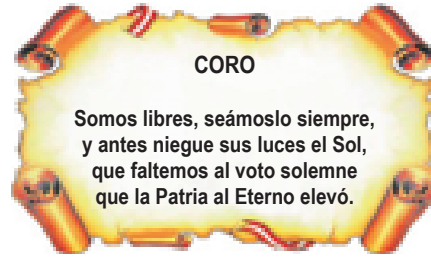 CORO
Somos libres, seámoslo siempre,
y antes niegue sus luces el Sol,
que faltemos al voto solemne
que la Patria al Eterno elevó.